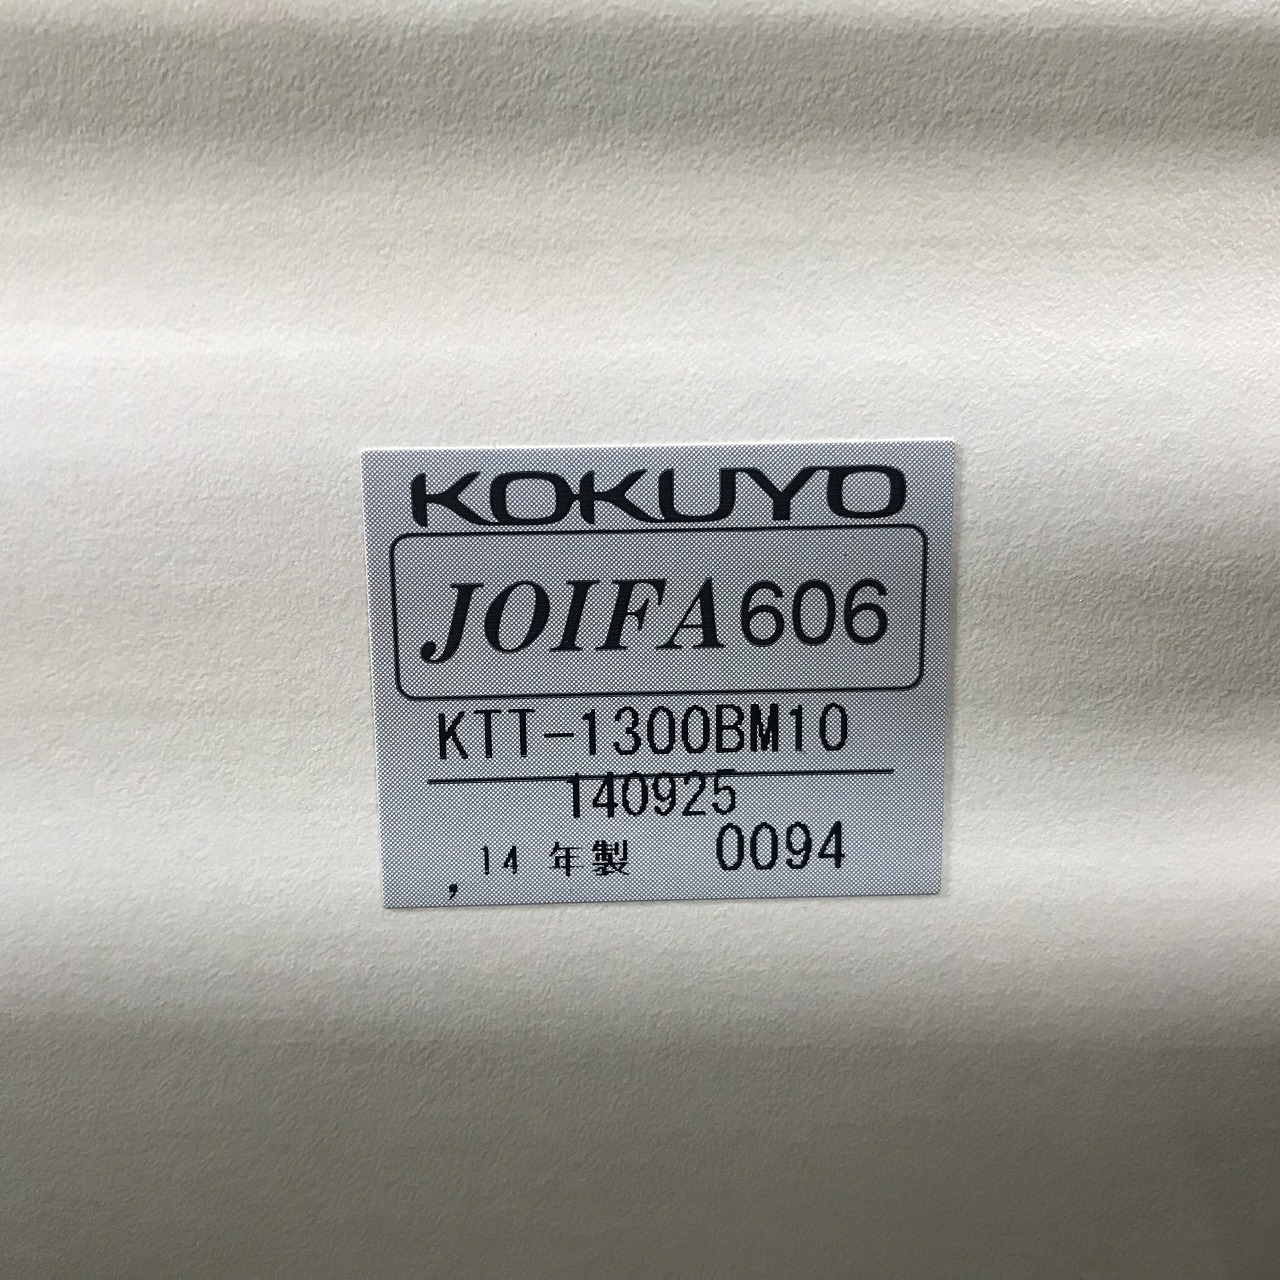 KOKUYO
JOIFA606
KTT-1300BM10
140925
,14 年製 0094